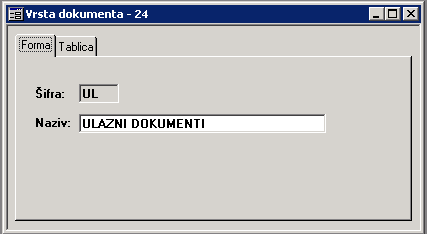 Vrsta dokumenta - 24
Forma Tablica
Šifra: UL
Naziv: ULAZNI DOKUMENTI